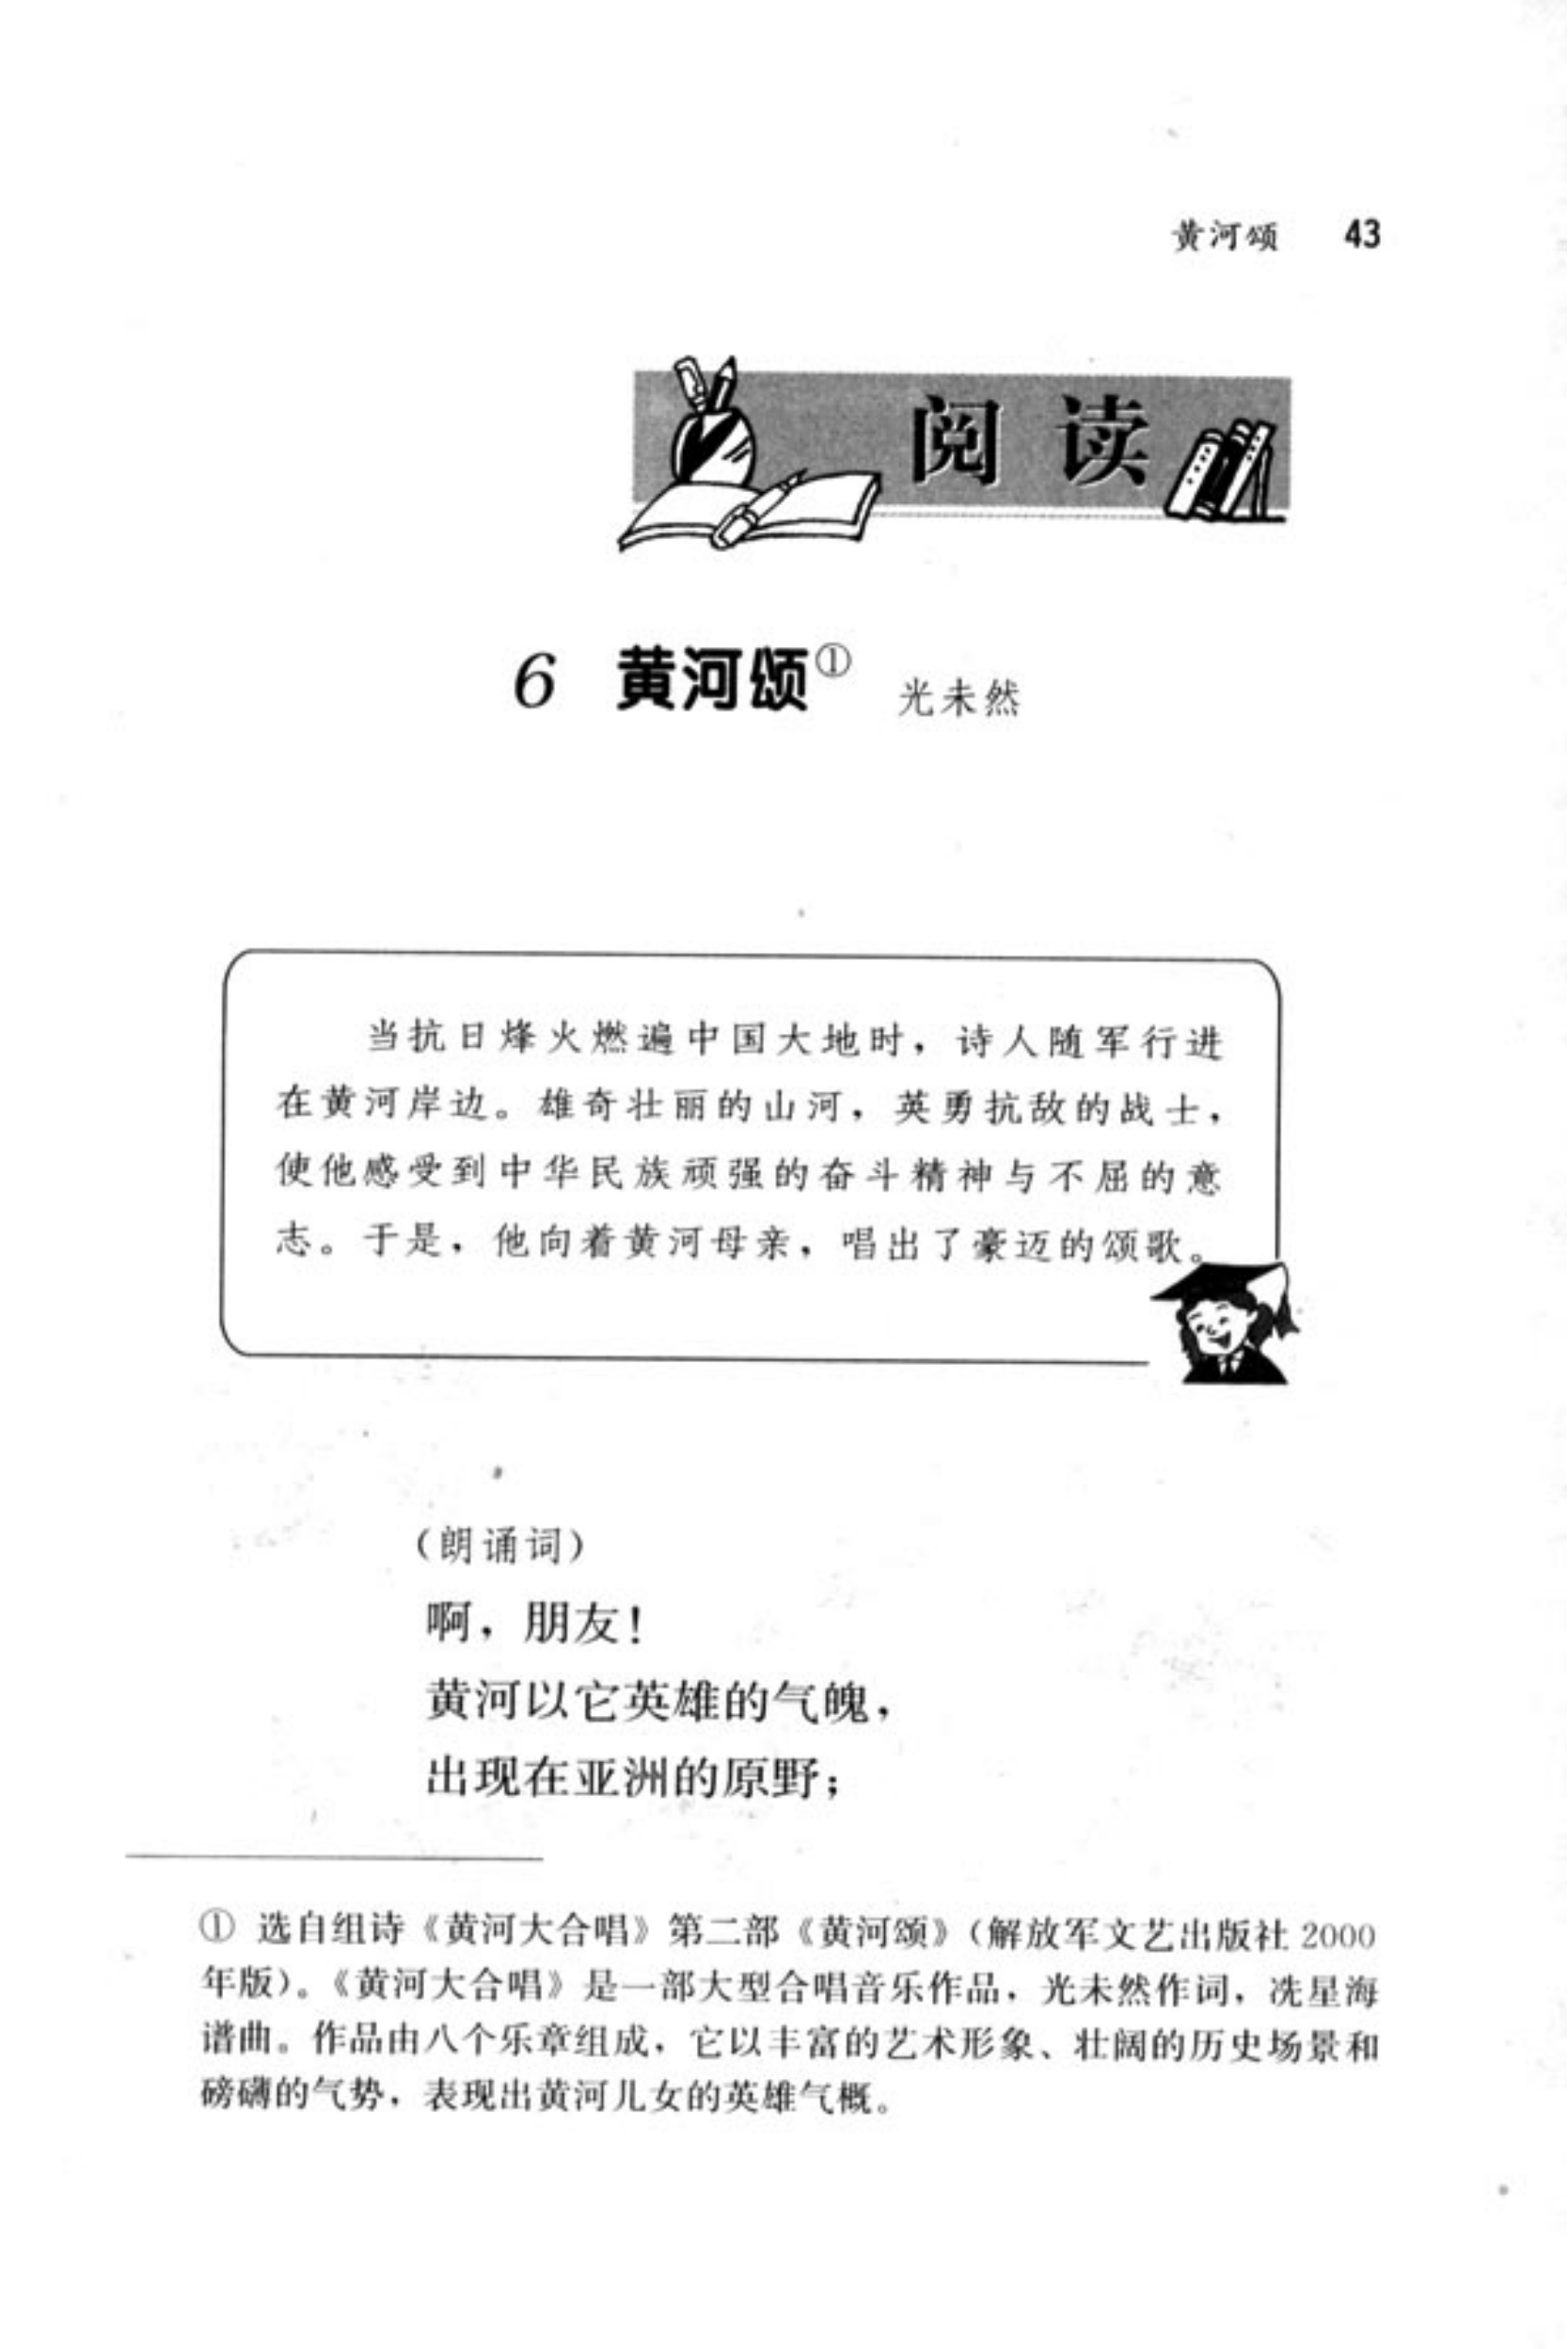 黄河颂 43
阅读
6 黄河颂① 光未然
当抗日烽火燃遍中国大地时，诗人随军行进
在黄河岸边。雄奇壮丽的山河，英勇抗敌的战士，
使他感受到中华民族顽强的奋斗精神与不屈的意
志。于是，他向着黄河母亲，唱出了豪迈的颂歌。
（朗诵词）
啊，朋友！
黄河以它英雄的气魄，
出现在亚洲的原野；
① 选自组诗《黄河大合唱》第二部《黄河颂》（解放军文艺出版社 2000
年版）。《黄河大合唱》是一部大型合唱音乐作品，光未然作词，冼星海
谱曲。作品由八个乐章组成，它以丰富的艺术形象、壮阔的历史场景和
磅礴的气势，表现出黄河儿女的英雄气概。